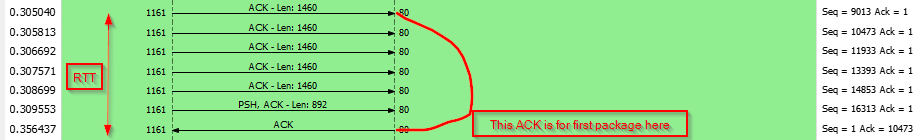 0.305040 1161 ACK - Len: 1460 80 Seq = 9013 Ack = 1
0.305813 1161 ACK - Len: 1460 80 Seq = 10473 Ack = 1
0.306692 1161 ACK - Len: 1460 80 Seq = 11933 Ack = 1
0.307571 1161 ACK - Len: 1460 80 Seq = 13393 Ack = 1
RTT
0.308699 1161 ACK - Len: 1460 80 Seq = 14853 Ack = 1
0.309553 1161 PSH, ACK - Len: 892 80 Seq = 16313 Ack = 1
0.356437 1161 ACK 80 Seq = 1 Ack = 10473
This ACK is for first package here